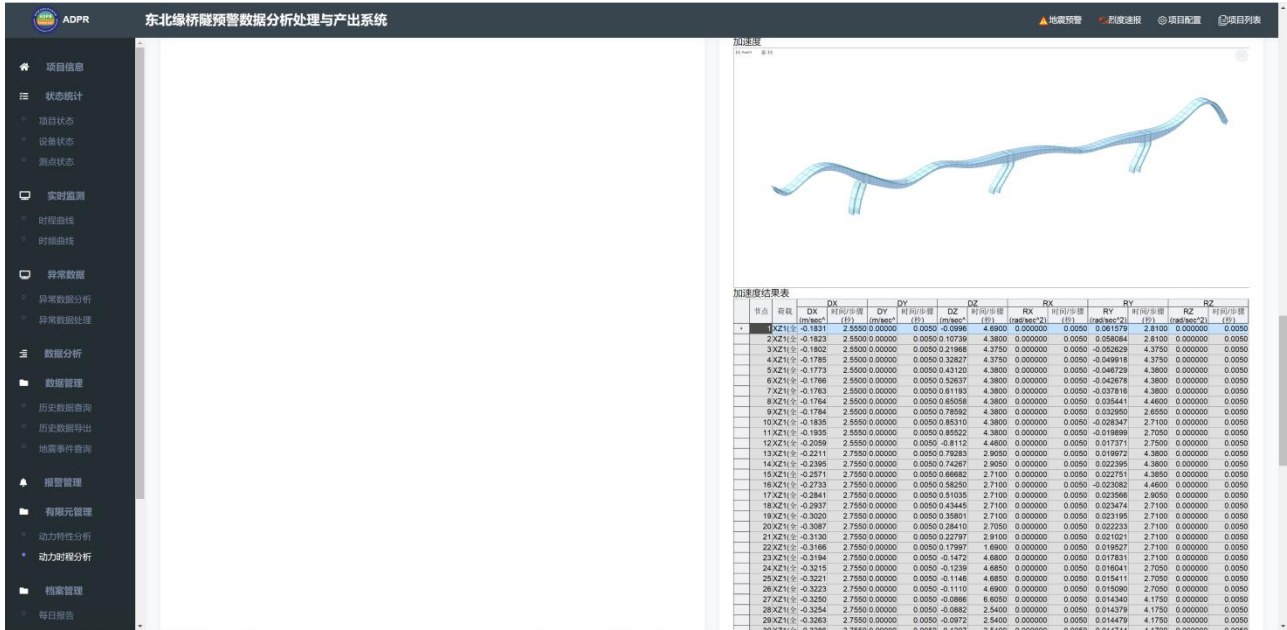 ADPR 东北缘桥隧预警数据分析处理与产出系统 地震预警 烈度速报 项目配置 项目列表
项目信息
状态统计
项目状态
设备状态
测点状态
实时监测
时程曲线
时频曲线
异常数据
异常数据分析
异常数据处理
数据分析
数据管理
历史数据查询
历史数据导出
地震事件查询
报警管理
有限元管理
动力特性分析
动力时程分析
档案管理
每日报告
加速度
加速度结果表
DX DY DZ RX RY RZ
节点 荷载 DX 时间/步骤 DY 时间/步骤 DZ 时间/步骤 RX 时间/步骤 RY 时间/步骤 RZ 时间/步骤
(m/sec^ (秒) (m/sec^ (秒) (m/sec^ (秒) (rad/sec^2) (秒) (rad/sec^2) (秒) (rad/sec^2) (秒)
1 XZ1(全 -0.1831 2.5550 0.00000 0.0050 -0.0996 4.6900 0.000000 0.0050 0.061579 2.8100 0.000000 0.0050
2 XZ1(全 -0.1823 2.5500 0.00000 0.0050 0.10739 4.3800 0.000000 0.0050 0.058084 2.8100 0.000000 0.0050
3 XZ1(全 -0.1802 2.5500 0.00000 0.0050 0.21968 4.3750 0.000000 0.0050 -0.052629 4.3750 0.000000 0.0050
4 XZ1(全 -0.1785 2.5500 0.00000 0.0050 0.32827 4.3750 0.000000 0.0050 -0.049918 4.3750 0.000000 0.0050
5 XZ1(全 -0.1773 2.5500 0.00000 0.0050 0.43120 4.3800 0.000000 0.0050 -0.046729 4.3800 0.000000 0.0050
6 XZ1(全 -0.1766 2.5500 0.00000 0.0050 0.52637 4.3800 0.000000 0.0050 -0.042678 4.3800 0.000000 0.0050
7 XZ1(全 -0.1763 2.5500 0.00000 0.0050 0.61193 4.3800 0.000000 0.0050 -0.037816 4.3800 0.000000 0.0050
8 XZ1(全 -0.1764 2.5500 0.00000 0.0050 0.65058 4.3800 0.000000 0.0050 0.035441 4.4600 0.000000 0.0050
9 XZ1(全 -0.1784 2.5500 0.00000 0.0050 0.78592 4.3800 0.000000 0.0050 0.032950 2.6550 0.000000 0.0050
10 XZ1(全 -0.1835 2.5500 0.00000 0.0050 0.85310 4.3800 0.000000 0.0050 -0.028347 2.7100 0.000000 0.0050
11 XZ1(全 -0.1935 2.5500 0.00000 0.0050 0.85522 4.3800 0.000000 0.0050 -0.019899 2.7050 0.000000 0.0050
12 XZ1(全 -0.2059 2.5550 0.00000 0.0050 -0.8112 4.4600 0.000000 0.0050 0.017371 2.7500 0.000000 0.0050
13 XZ1(全 -0.2211 2.7550 0.00000 0.0050 0.79283 2.9050 0.000000 0.0050 0.019972 4.3800 0.000000 0.0050
14 XZ1(全 -0.2395 2.7550 0.00000 0.0050 0.74267 2.9050 0.000000 0.0050 0.022395 4.3800 0.000000 0.0050
15 XZ1(全 -0.2571 2.7550 0.00000 0.0050 0.66682 2.7100 0.000000 0.0050 0.022751 4.3850 0.000000 0.0050
16 XZ1(全 -0.2733 2.7550 0.00000 0.0050 0.58250 2.7100 0.000000 0.0050 -0.023082 4.4600 0.000000 0.0050
17 XZ1(全 -0.2841 2.7550 0.00000 0.0050 0.51035 2.7100 0.000000 0.0050 0.023566 2.9050 0.000000 0.0050
18 XZ1(全 -0.2937 2.7550 0.00000 0.0050 0.43445 2.7100 0.000000 0.0050 0.023474 2.7100 0.000000 0.0050
19 XZ1(全 -0.3020 2.7550 0.00000 0.0050 0.35801 2.7100 0.000000 0.0050 0.023195 2.7100 0.000000 0.0050
20 XZ1(全 -0.3087 2.7550 0.00000 0.0050 0.28410 2.7050 0.000000 0.0050 0.022233 2.7100 0.000000 0.0050
21 XZ1(全 -0.3130 2.7550 0.00000 0.0050 0.22797 2.9100 0.000000 0.0050 0.021021 2.7100 0.000000 0.0050
22 XZ1(全 -0.3166 2.7550 0.00000 0.0050 0.17997 1.6900 0.000000 0.0050 0.019527 2.7100 0.000000 0.0050
23 XZ1(全 -0.3194 2.7550 0.00000 0.0050 -0.1472 4.6800 0.000000 0.0050 0.017831 2.7100 0.000000 0.0050
24 XZ1(全 -0.3215 2.7550 0.00000 0.0050 -0.1239 4.6850 0.000000 0.0050 0.016041 2.7050 0.000000 0.0050
25 XZ1(全 -0.3221 2.7550 0.00000 0.0050 -0.1146 4.6850 0.000000 0.0050 0.015411 2.7050 0.000000 0.0050
26 XZ1(全 -0.3223 2.7550 0.00000 0.0050 -0.1110 4.6900 0.000000 0.0050 0.015090 2.7050 0.000000 0.0050
27 XZ1(全 -0.3250 2.7550 0.00000 0.0050 -0.0866 6.6050 0.000000 0.0050 0.014340 4.1750 0.000000 0.0050
28 XZ1(全 -0.3254 2.7550 0.00000 0.0050 -0.0882 2.5400 0.000000 0.0050 0.014379 4.1750 0.000000 0.0050
29 XZ1(全 -0.3263 2.7550 0.00000 0.0050 -0.0972 2.5400 0.000000 0.0050 0.014479 4.1750 0.000000 0.0050